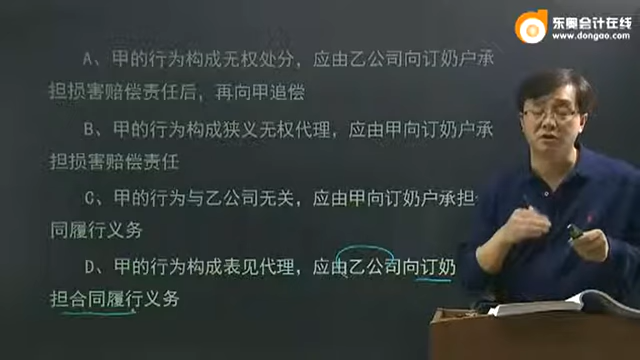 东奥会计在线
www.dongao.com
A、甲的行为构成无权处分，应由乙公司向订奶户承
担损害赔偿责任后，再向甲追偿
B、甲的行为构成狭义无权代理，应由甲向订奶户承
担损害赔偿责任
C、甲的行为与乙公司无关，应由甲向订奶户承担
同履行义务
D、甲的行为构成表见代理，应由乙公司向订奶
担合同履行义务